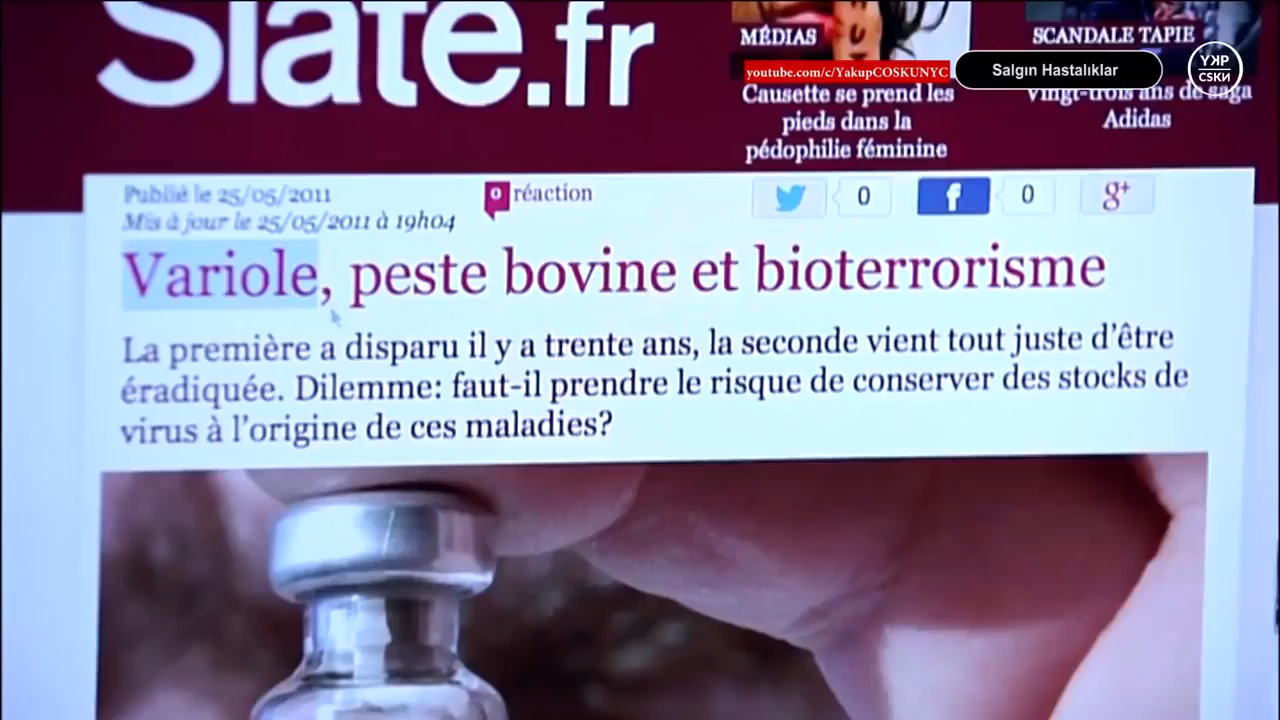 Slate.fr
MÉDIAS
Causette se prend les
pieds dans la
pédophilie féminine
SCANDALE TAPIE
Vingt-trois ans de saga
Adidas
youtube.com/c/YakupCOSKUNYC
Salgın Hastalıklar
YKP
CSKN
Publié le 25/05/2011
Mis à jour le 25/05/2011 à 19h04
0 réaction
0
f
0
g+
Variole, peste bovine et bioterrorisme
La première a disparu il y a trente ans, la seconde vient tout juste d'être
éradiquée. Dilemme: faut-il prendre le risque de conserver des stocks de
virus à l'origine de ces maladies?